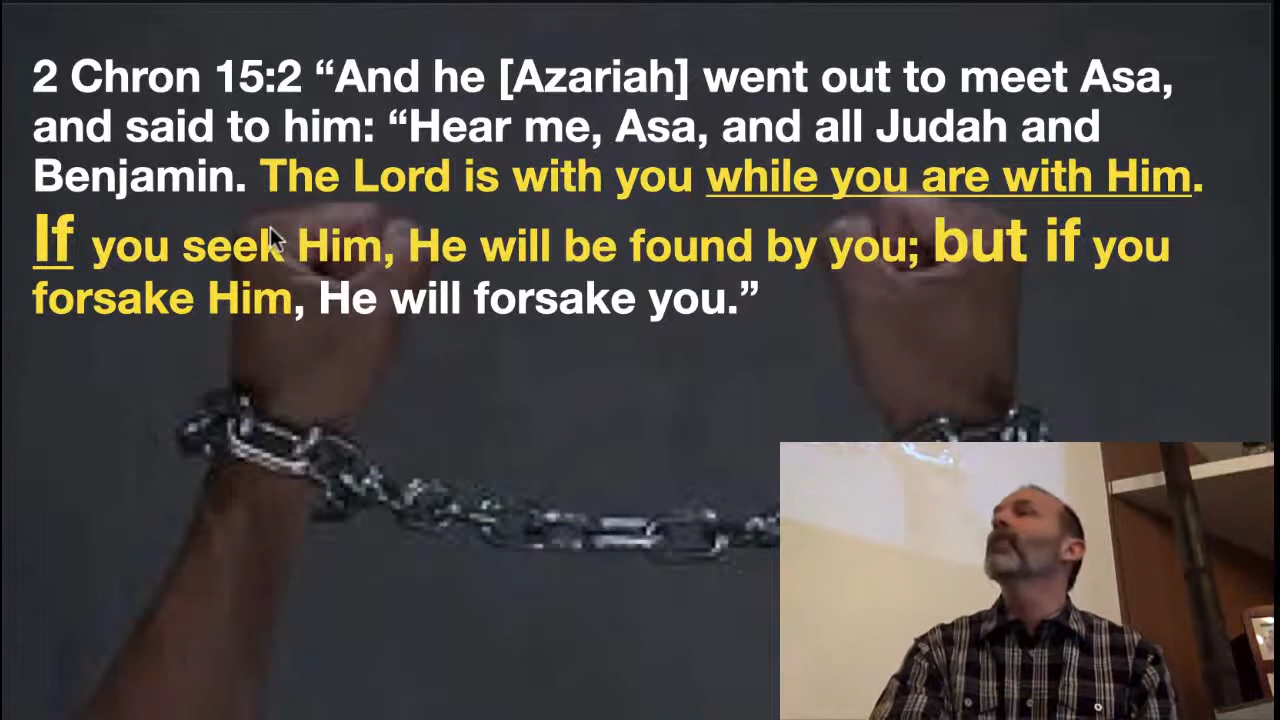 2 Chron 15:2 “And he [Azariah] went out to meet Asa,
and said to him: “Hear me, Asa, and all Judah and
Benjamin. The Lord is with you while you are with Him.
If you seek Him, He will be found by you; but if you
forsake Him, He will forsake you.”